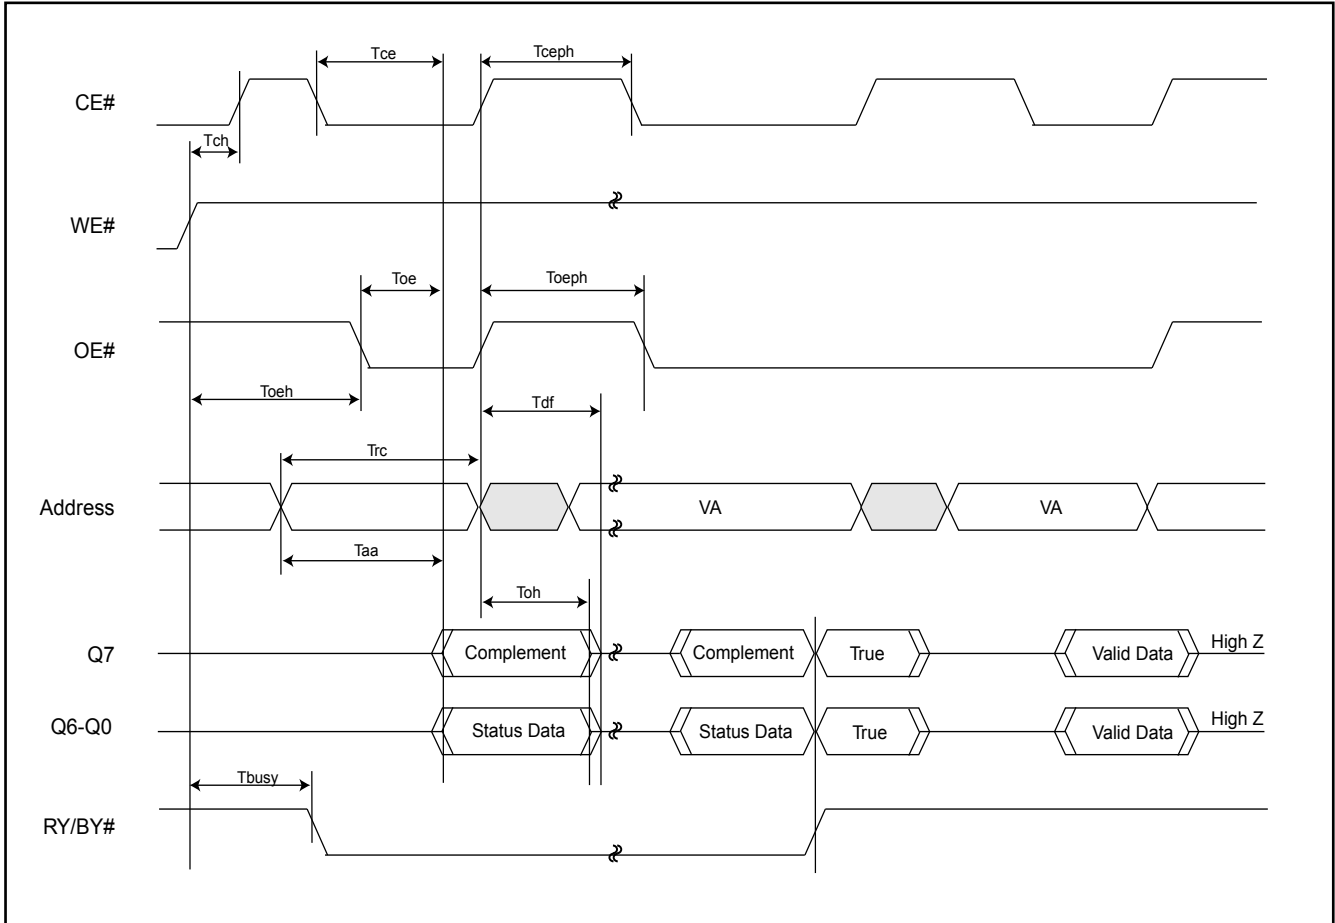 Tce
Tceph
CE#
Tch
WE#
Toe
Toeph
OE#
Toeh
Tdf
Trc
Address
VA
VA
Taa
Toh
Q7
Complement
Complement
True
Valid Data
High Z
Q6-Q0
Status Data
Status Data
True
Valid Data
High Z
Tbusy
RY/BY#